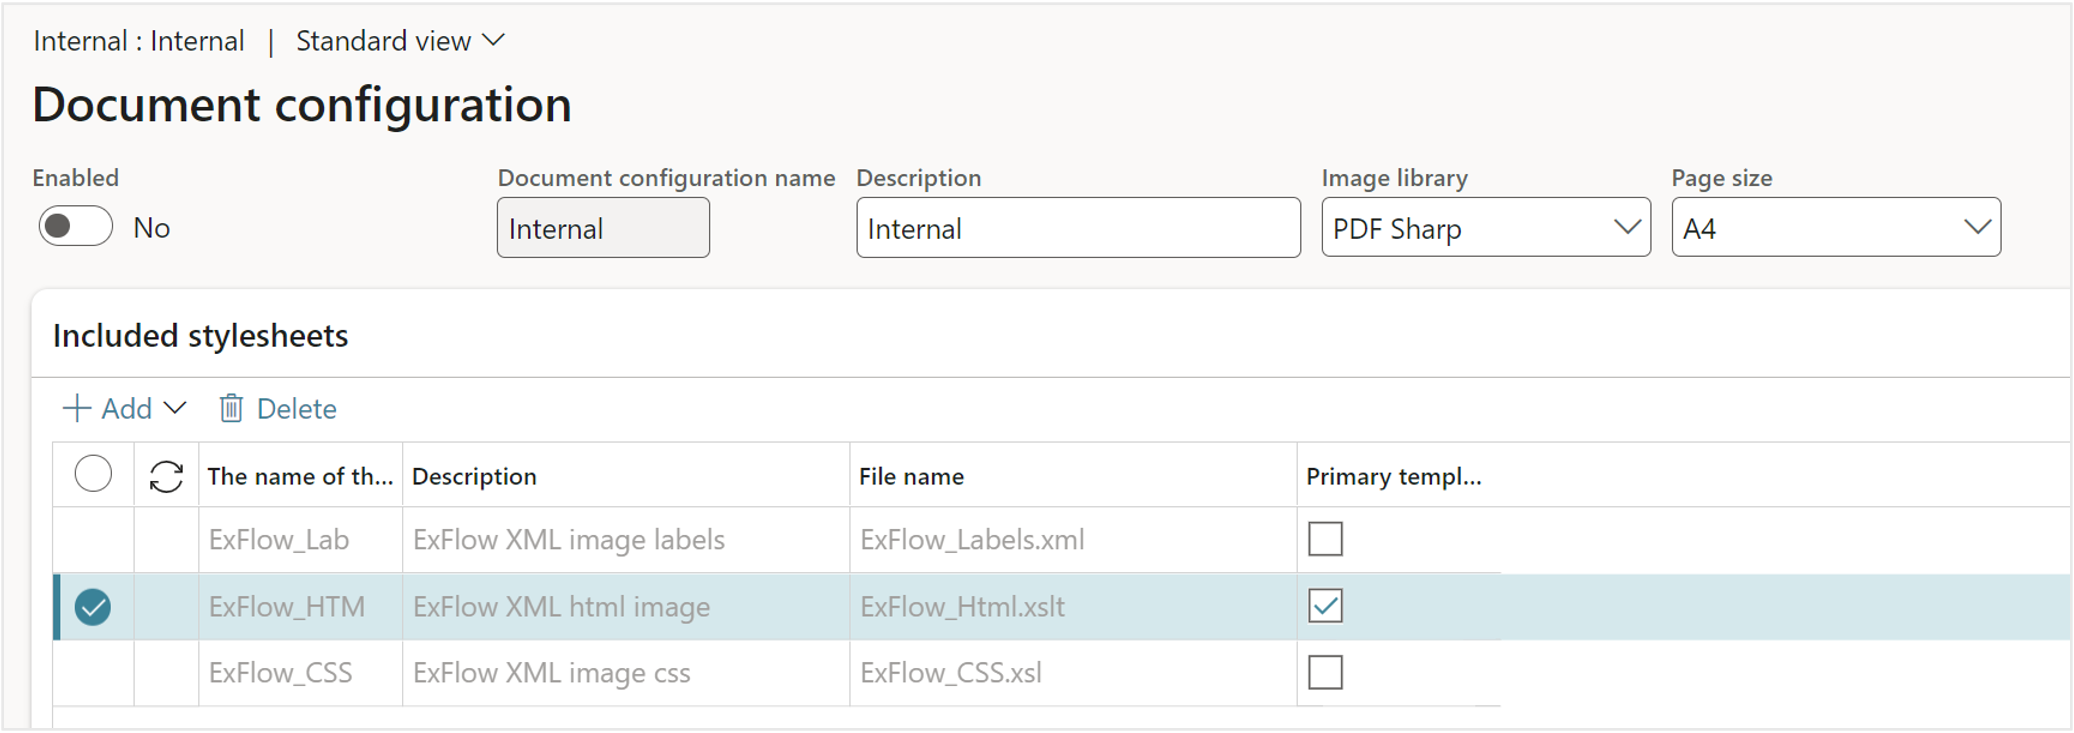 Internal : Internal | Standard view
Document configuration
Enabled Document configuration name Description Image library Page size
No Internal Internal PDF Sharp A4
Included stylesheets
Add Delete
The name of th... Description File name Primary templ...
ExFlow_Lab ExFlow XML image labels ExFlow_Labels.xml
ExFlow_HTM ExFlow XML html image ExFlow_Html.xslt
ExFlow_CSS ExFlow XML image css ExFlow_CSS.xsl